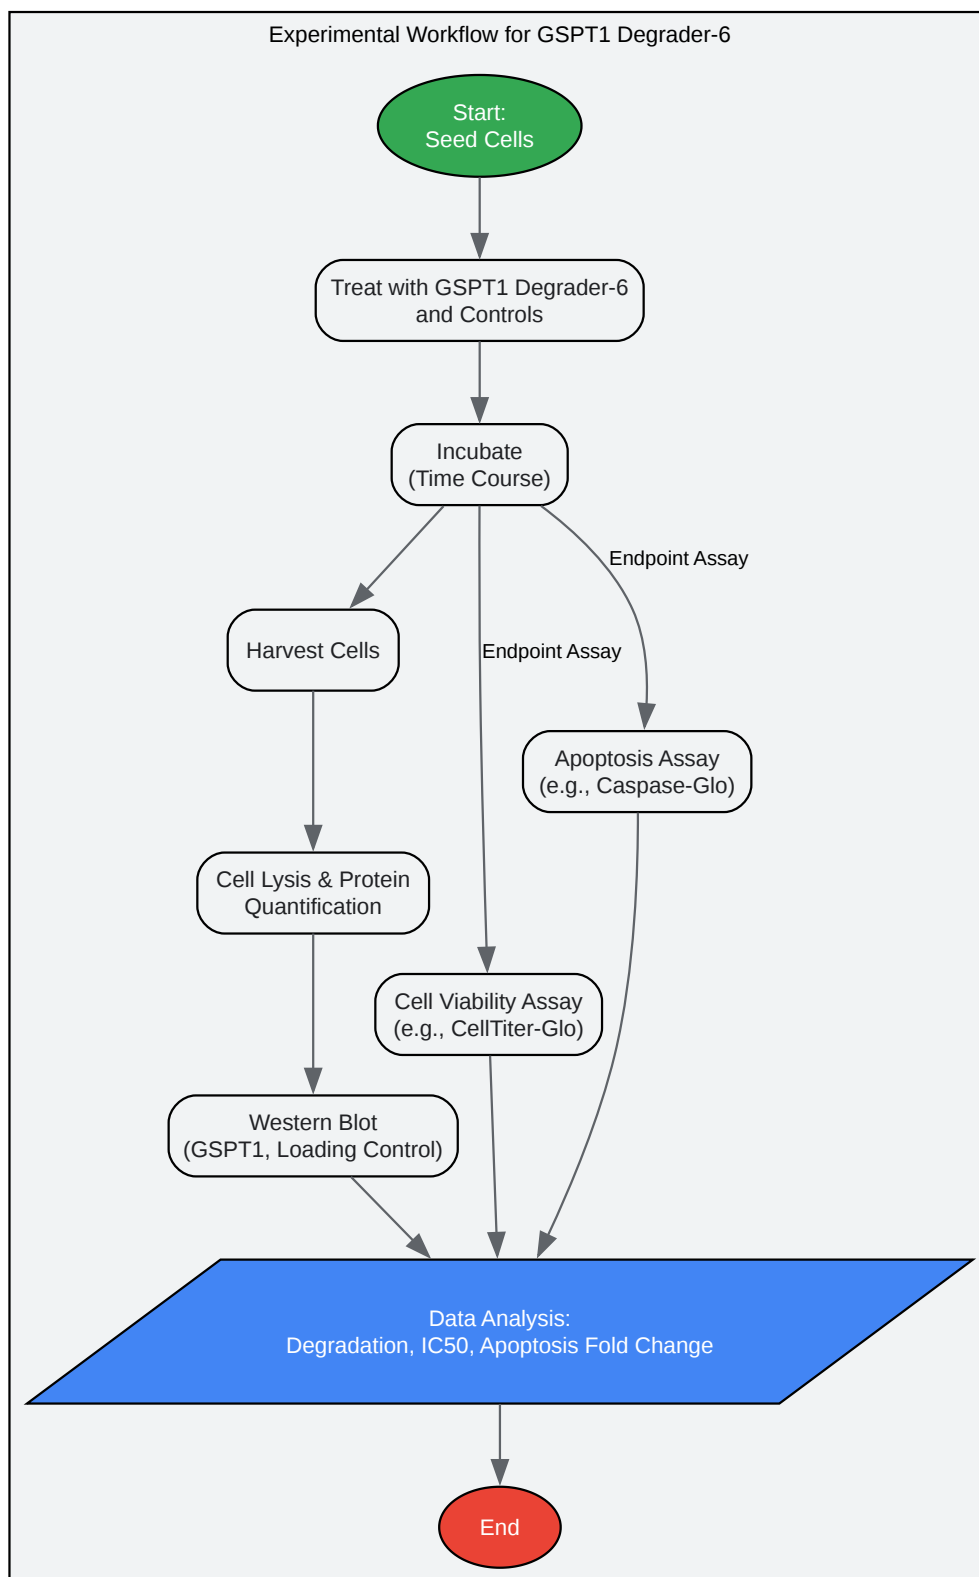 Experimental Workflow for GSPT1 Degrader-6
Start:
Seed Cells
Treat with GSPT1 Degrader-6
and Controls
Incubate
(Time Course)
Endpoint Assay
Harvest Cells
Endpoint Assay
Apoptosis Assay
(e.g., Caspase-Glo)
Cell Lysis & Protein
Quantification
Cell Viability Assay
(e.g., CellTiter-Glo)
Western Blot
(GSPT1, Loading Control)
Data Analysis:
Degradation, IC50, Apoptosis Fold Change
End